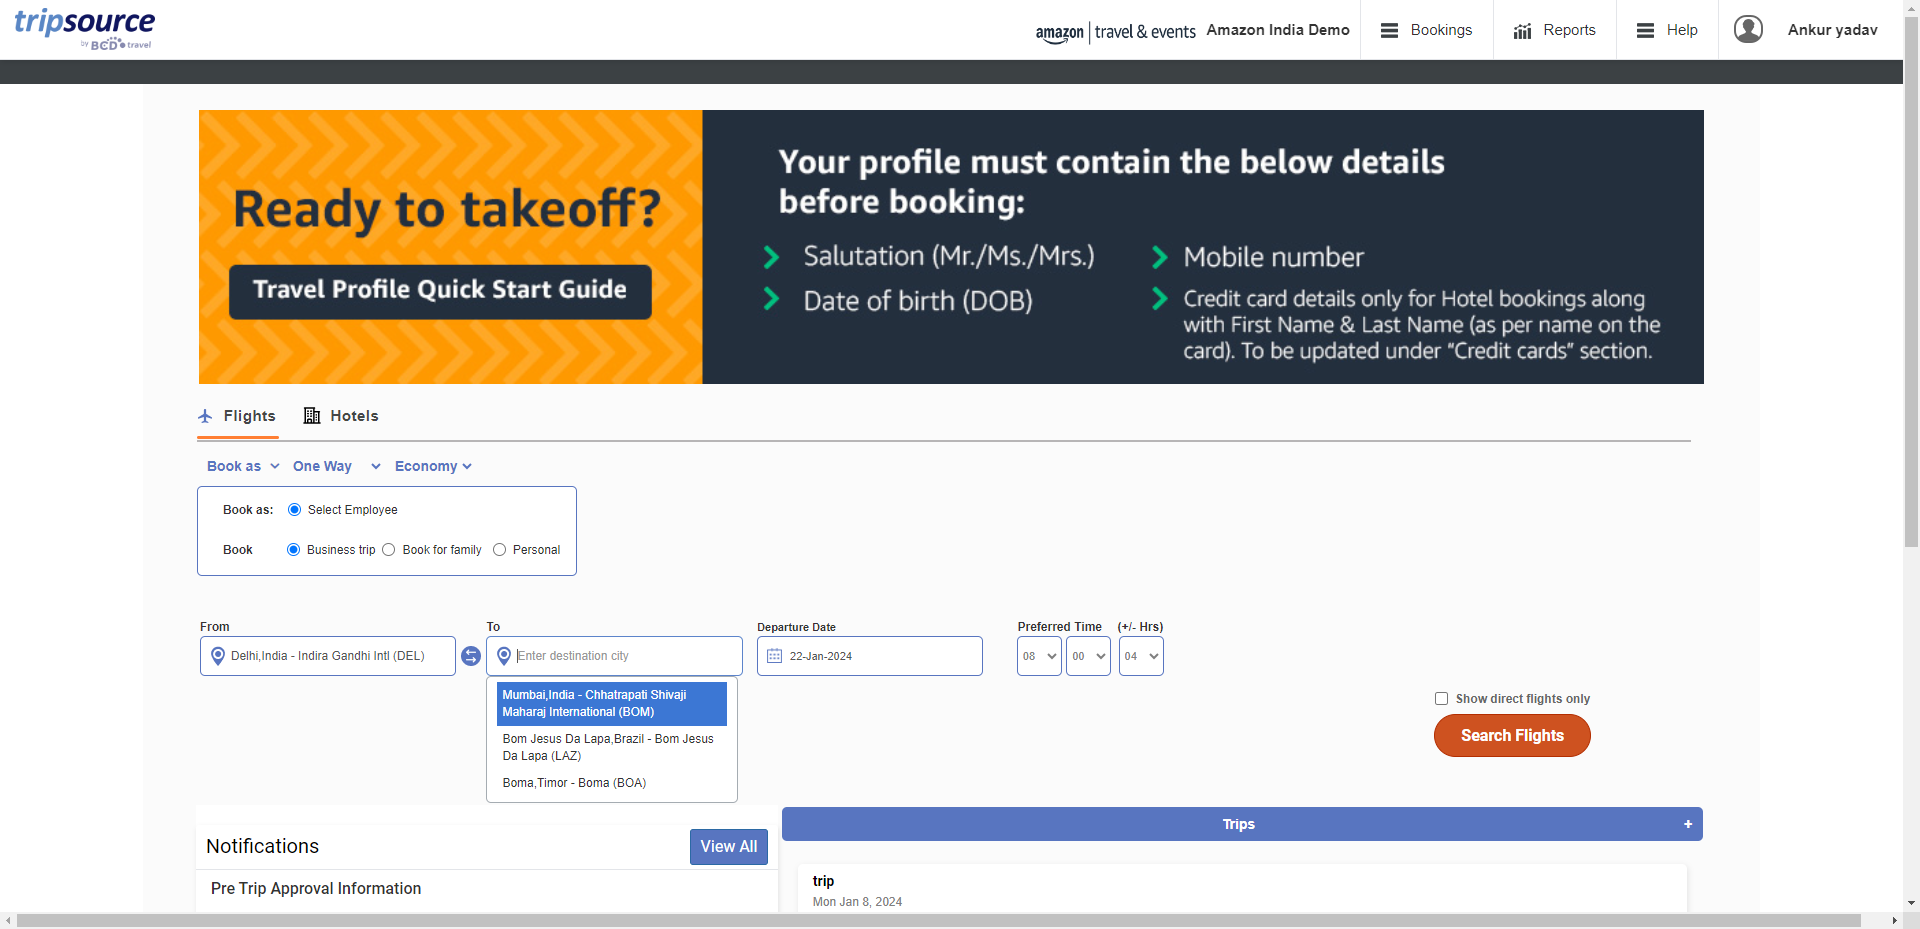 tripsource
by BCD travel
amazon | travel & events
Amazon India Demo
Bookings
Reports
Help
Ankur yadav
Ready to takeoff?
Travel Profile Quick Start Guide
Your profile must contain the below details
before booking:
Salutation (Mr./Ms./Mrs.)
Date of birth (DOB)
Mobile number
Credit card details only for Hotel bookings along
with First Name & Last Name (as per name on the
card). To be updated under “Credit cards” section.
Flights
Hotels
Book as
One Way
Economy
Book as:
Select Employee
Book
Business trip
Book for family
Personal
From
To
Departure Date
Preferred Time
(+/- Hrs)
Delhi,India - Indira Gandhi Intl (DEL)
Enter destination city
22-Jan-2024
08
00
04
Mumbai,India - Chhatrapati Shivaji
Maharaj International (BOM)
Bom Jesus Da Lapa,Brazil - Bom Jesus
Da Lapa (LAZ)
Boma,Timor - Boma (BOA)
Show direct flights only
Search Flights
Notifications
View All
Pre Trip Approval Information
Trips
+
trip
Mon Jan 8, 2024